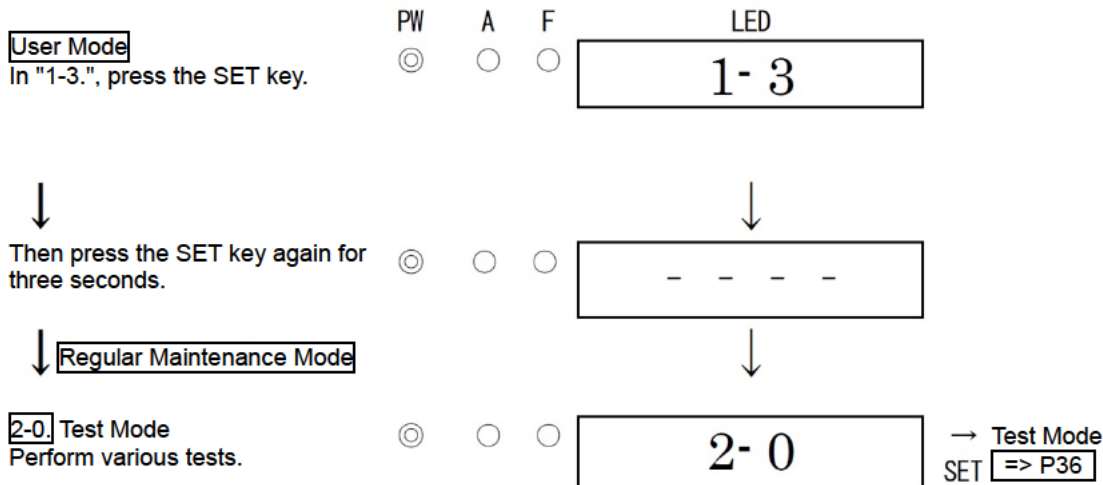 PW A F LED
User Mode
In "1-3.", press the SET key.
◎ ○ ○ 1- 3
↓ ↓
Then press the SET key again for
three seconds.
◎ ○ ○ - - - -
↓ Regular Maintenance Mode ↓
2-0. Test Mode
Perform various tests.
◎ ○ ○ 2- 0
→ Test Mode
SET => P36